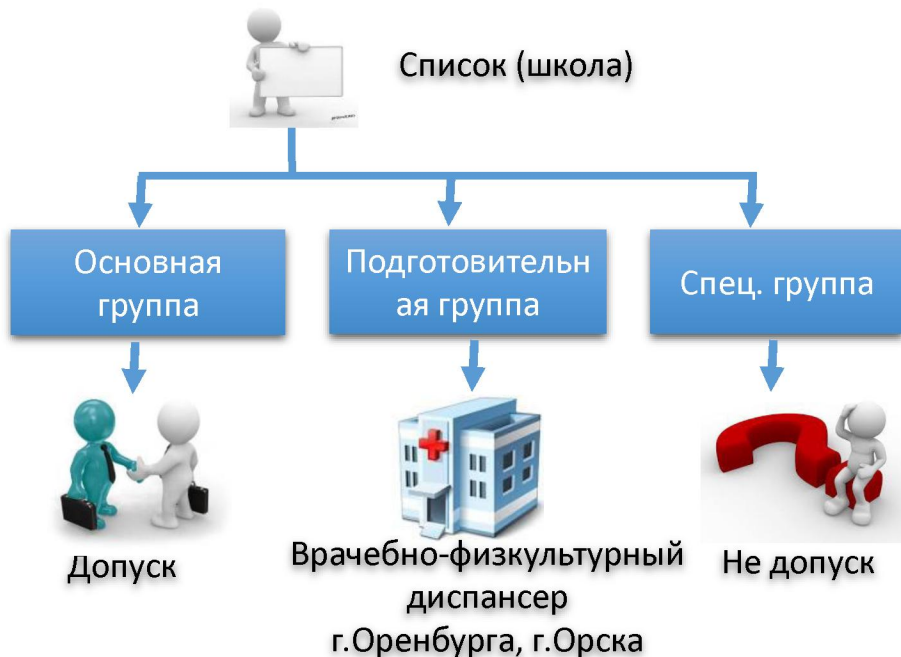 Список (школа)
Основная
группа
Подготовительн
ая группа
Спец. группа
Допуск
Врачебно-физкультурный
диспансер
г.Оренбурга, г.Орска
Не допуск